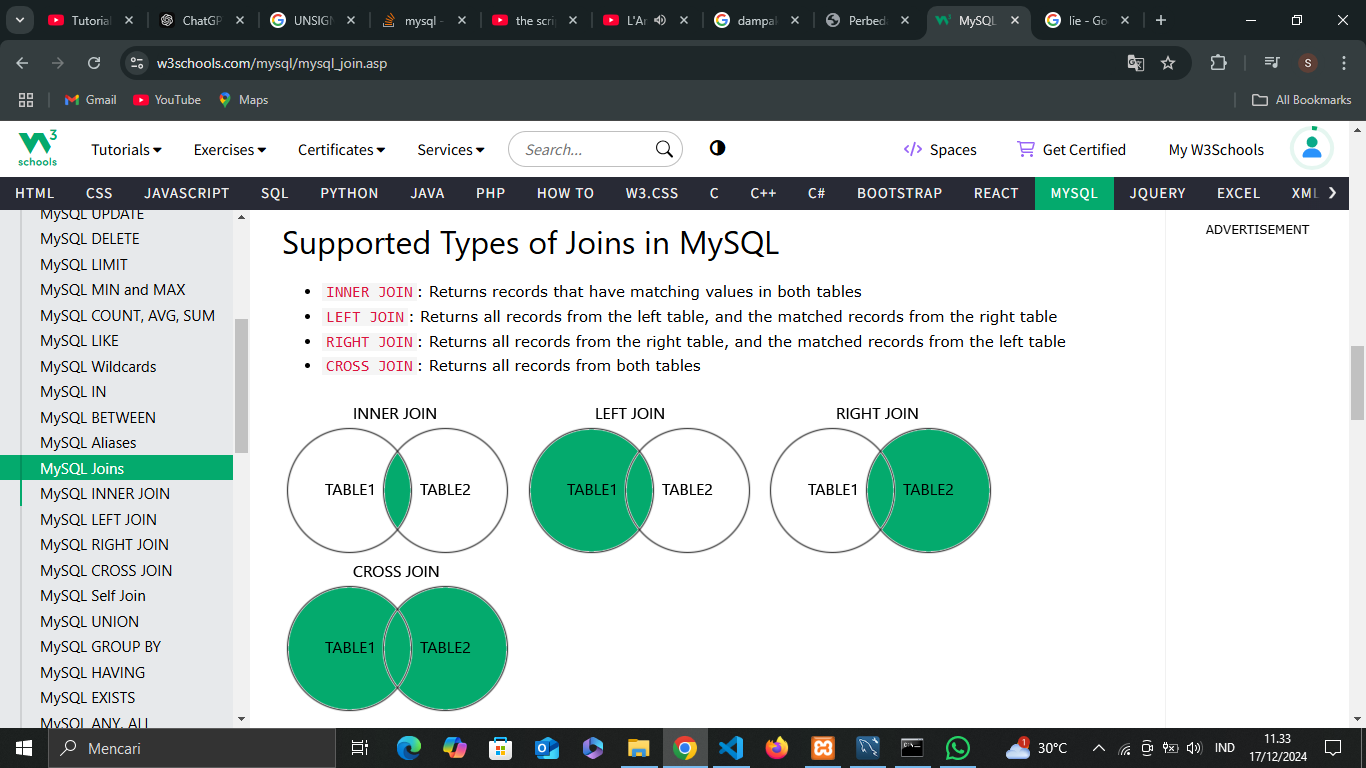 Tutorial
ChatGP
UNSIGN
mysql -
the scri
L'Ar
dampak
Perbeda
MySQL
lie - Go
w3schools.com/mysql/mysql_join.asp
S
Gmail
YouTube
Maps
All Bookmarks
W3 schools
Tutorials
Exercises
Certificates
Services
Search...
Spaces
Get Certified
My W3Schools
HTML CSS JAVASCRIPT SQL PYTHON JAVA PHP HOW TO W3.CSS C C++ C# BOOTSTRAP REACT MYSQL JQUERY EXCEL XML
MySQL UPDATE
MySQL DELETE
MySQL LIMIT
MySQL MIN and MAX
MySQL COUNT, AVG, SUM
MySQL LIKE
MySQL Wildcards
MySQL IN
MySQL BETWEEN
MySQL Aliases
MySQL Joins
MySQL INNER JOIN
MySQL LEFT JOIN
MySQL RIGHT JOIN
MySQL CROSS JOIN
MySQL Self Join
MySQL UNION
MySQL GROUP BY
MySQL HAVING
MySQL EXISTS
MySQL ANY, ALL
Supported Types of Joins in MySQL
• INNER JOIN: Returns records that have matching values in both tables
• LEFT JOIN: Returns all records from the left table, and the matched records from the right table
• RIGHT JOIN: Returns all records from the right table, and the matched records from the left table
• CROSS JOIN: Returns all records from both tables
INNER JOIN
TABLE1 TABLE2
LEFT JOIN
TABLE1 TABLE2
RIGHT JOIN
TABLE1 TABLE2
CROSS JOIN
TABLE1 TABLE2
ADVERTISEMENT
Mencari
1
30°C
IND
11.33
17/12/2024